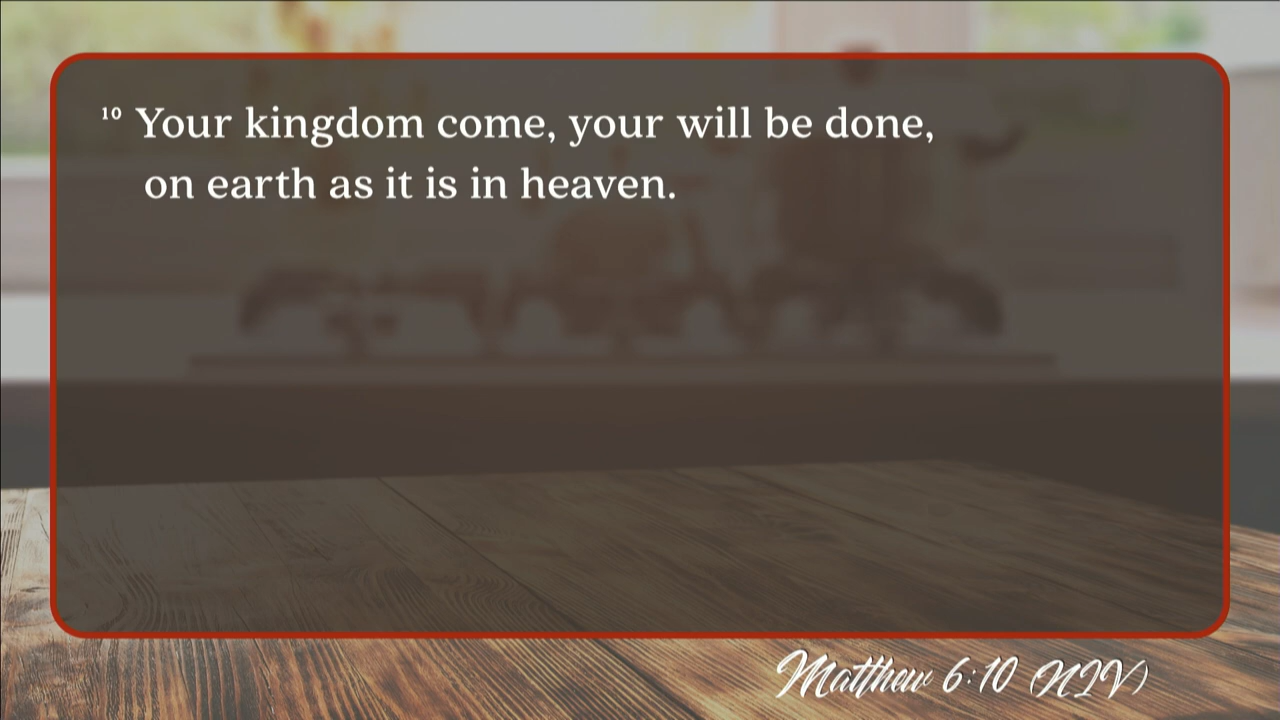 ¹⁰ Your kingdom come, your will be done,
on earth as it is in heaven.
Matthew 6:10 (NIV)